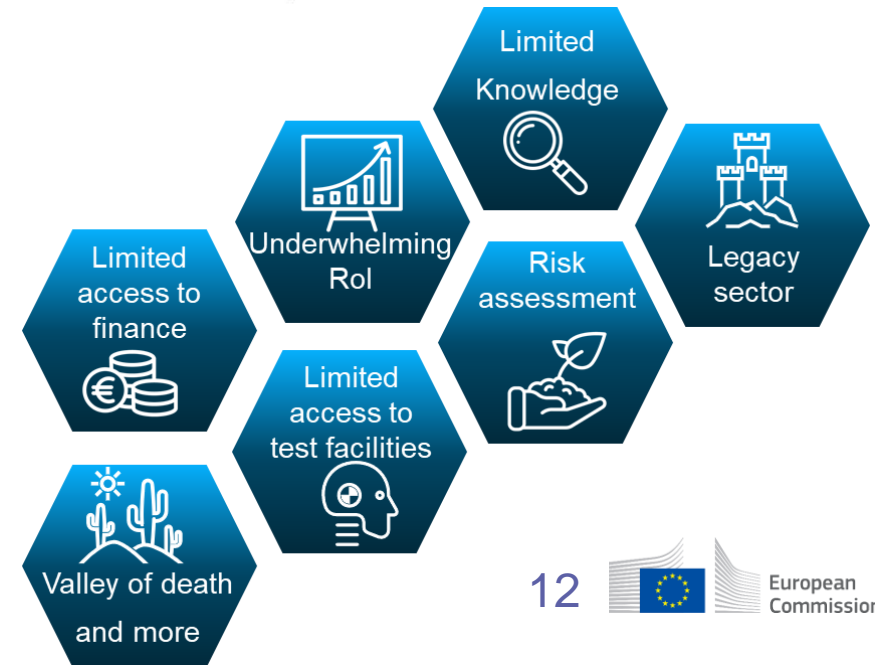 Limited
Knowledge
Underwhelming
RoI
Legacy
sector
Limited
access to
finance
€
Risk
assessment
Limited
access to
test facilities
Valley of death
and more
12
European
Commission